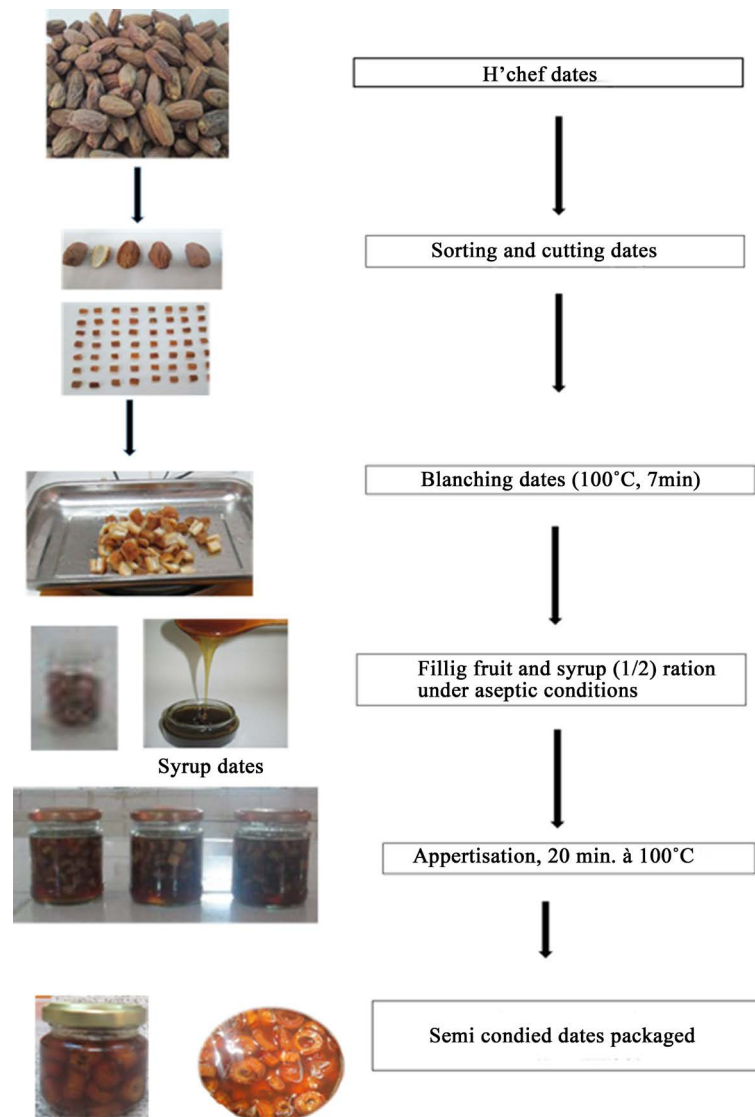 H'chef dates
Sorting and cutting dates
Blanching dates (100˚C, 7min)
Fillig fruit and syrup (1/2) ration
under aseptic conditions
Syrup dates
Appertisation, 20 min. à 100˚C
Semi condied dates packaged